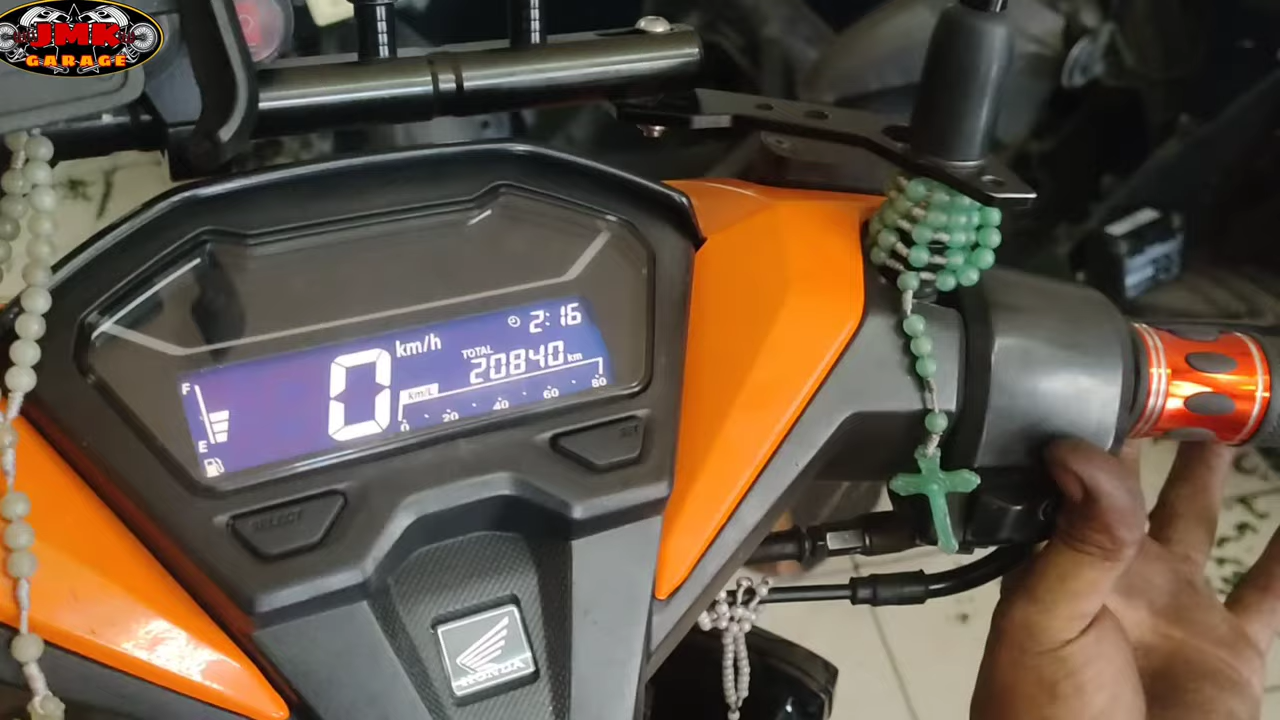 JMK
GARAGE
2:16
km/h
TOTAL
20840 km
0
km/L
0 20 40 60 80
F
E
SELECT
SET
HONDA